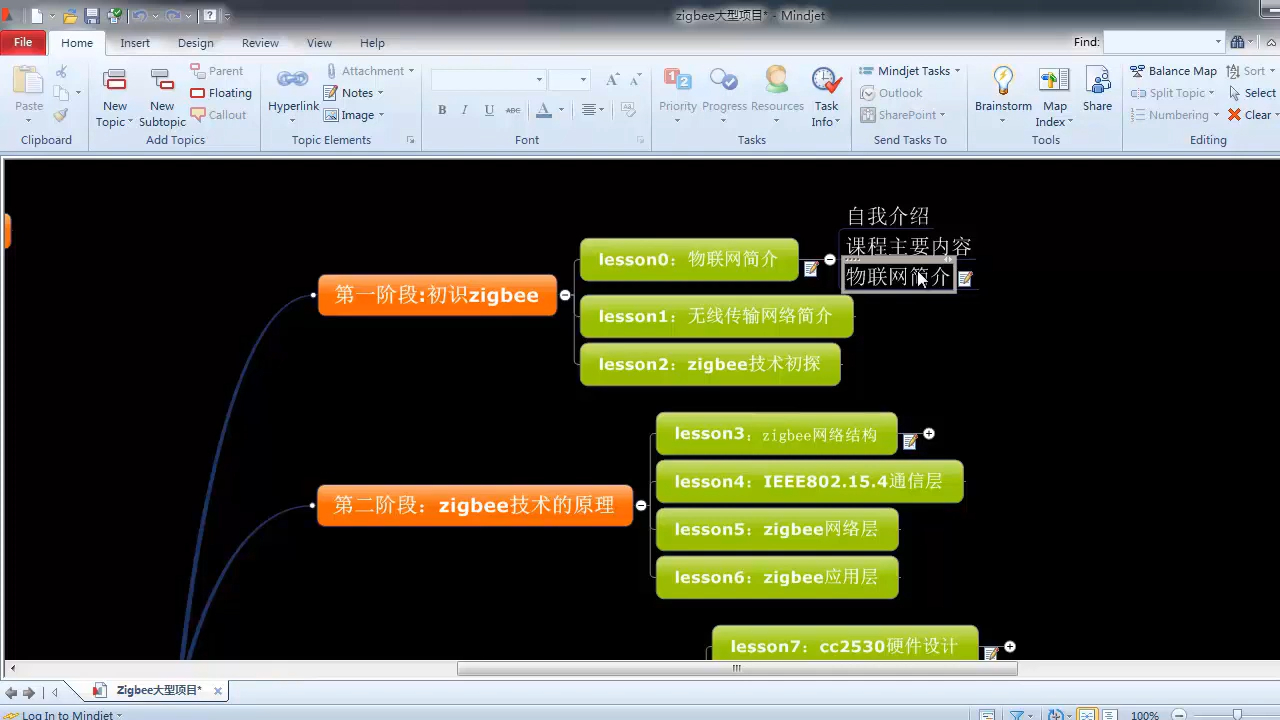 zigbee大型项目* - Mindjet
File
Home
Insert
Design
Review
View
Help
Find:
Paste
Clipboard
New Topic
New Subtopic
Parent
Floating
Callout
Add Topics
Hyperlink
Attachment
Notes
Image
Topic Elements
B I U ABC A
Font
Priority
Progress
Resources
Task Info
Tasks
Mindjet Tasks
Outlook
SharePoint
Send Tasks To
Brainstorm
Map Index
Share
Tools
Balance Map
Split Topic
Numbering
Sort
Select
Clear
Editing
自我介绍
课程主要内容
物联网简介
lesson0：物联网简介
第一阶段:初识zigbee
lesson1：无线传输网络简介
lesson2：zigbee技术初探
lesson3：zigbee网络结构
lesson4：IEEE802.15.4通信层
第二阶段：zigbee技术的原理
lesson5：zigbee网络层
lesson6：zigbee应用层
lesson7：cc2530硬件设计
Zigbee大型项目*
Log In to Mindjet
100%